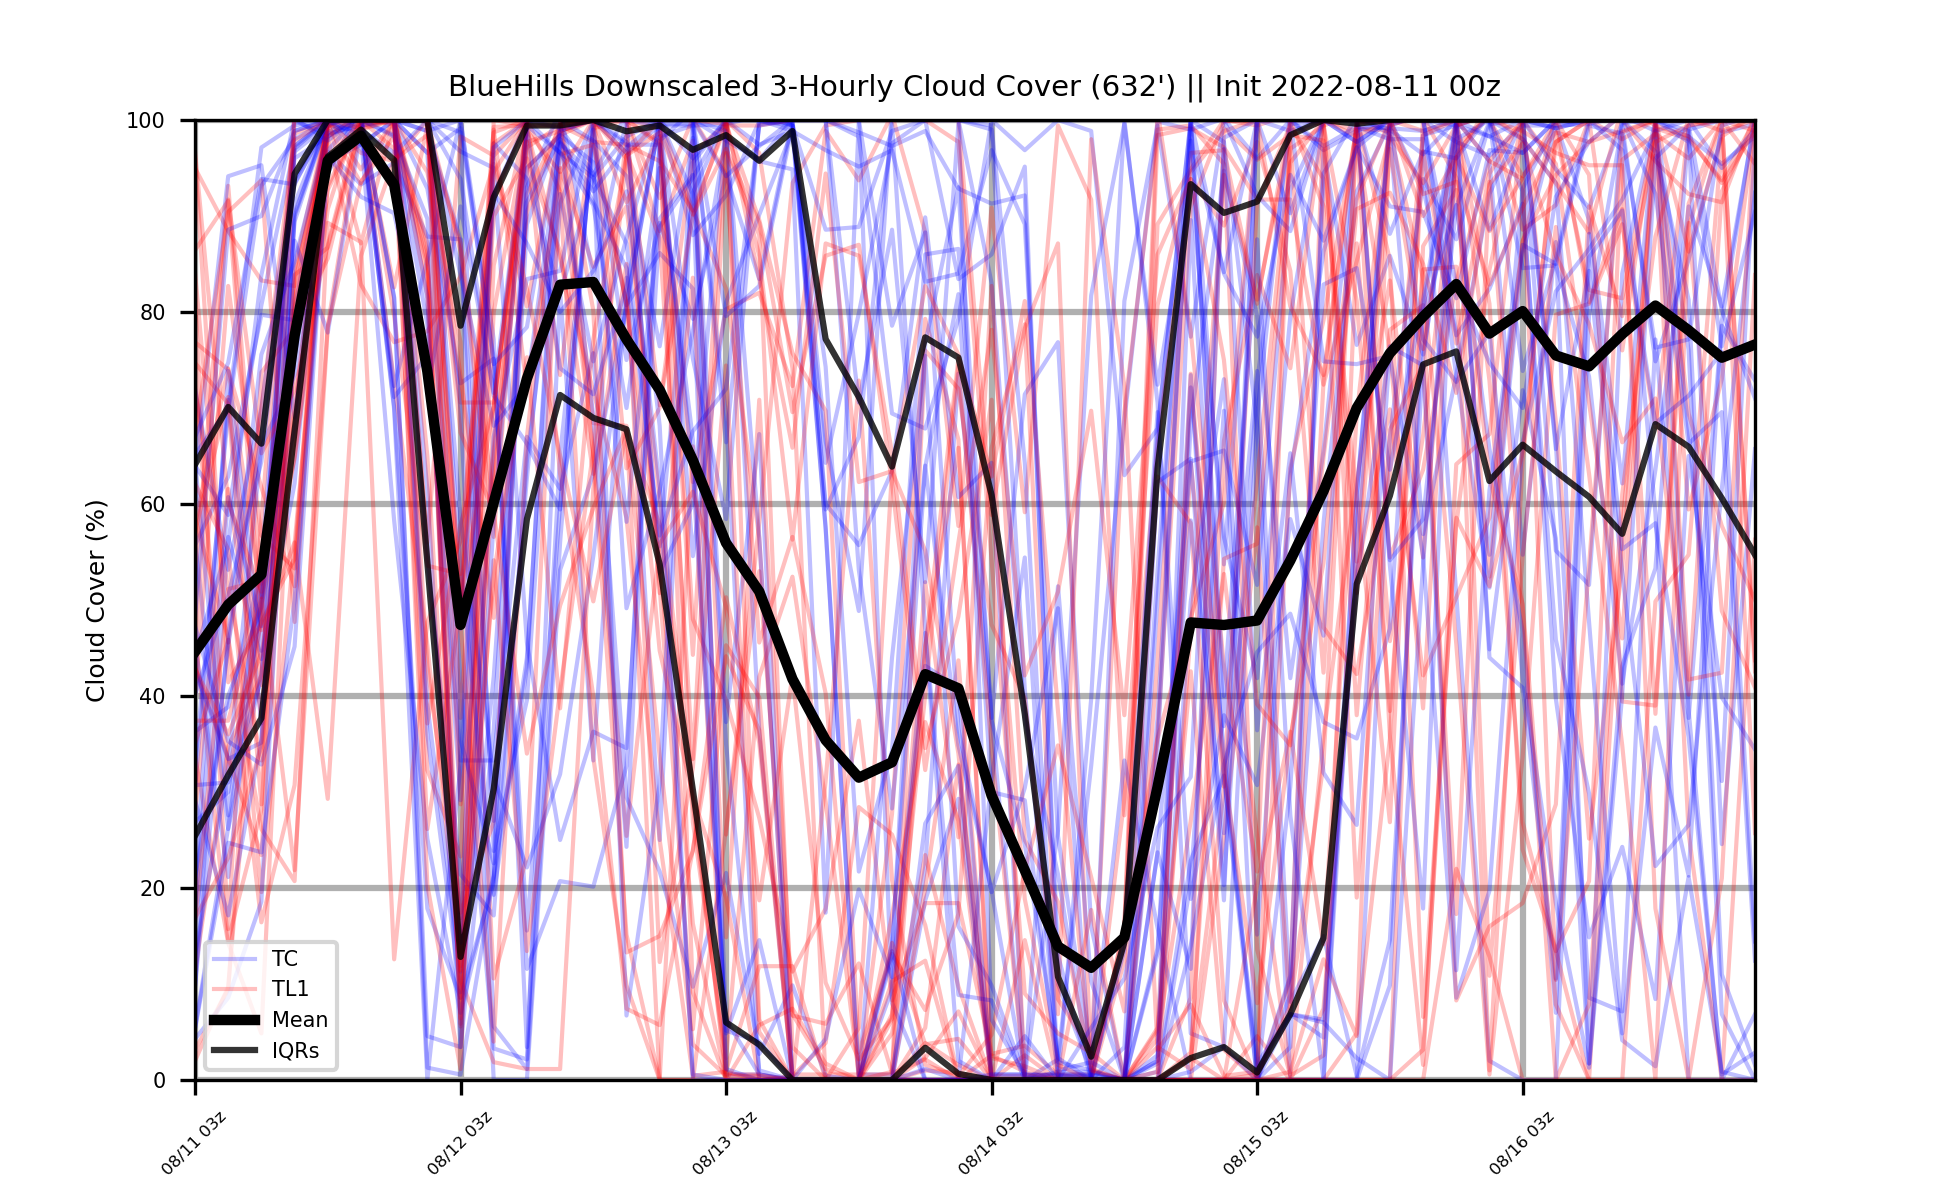 BlueHills Downscaled 3-Hourly Cloud Cover (632') || Init 2022-08-11 00z
Cloud Cover (%)
100
80
60
40
20
0
TC
TL1
Mean
IQRs
08/11 03z
08/12 03z
08/13 03z
08/14 03z
08/15 03z
08/16 03z